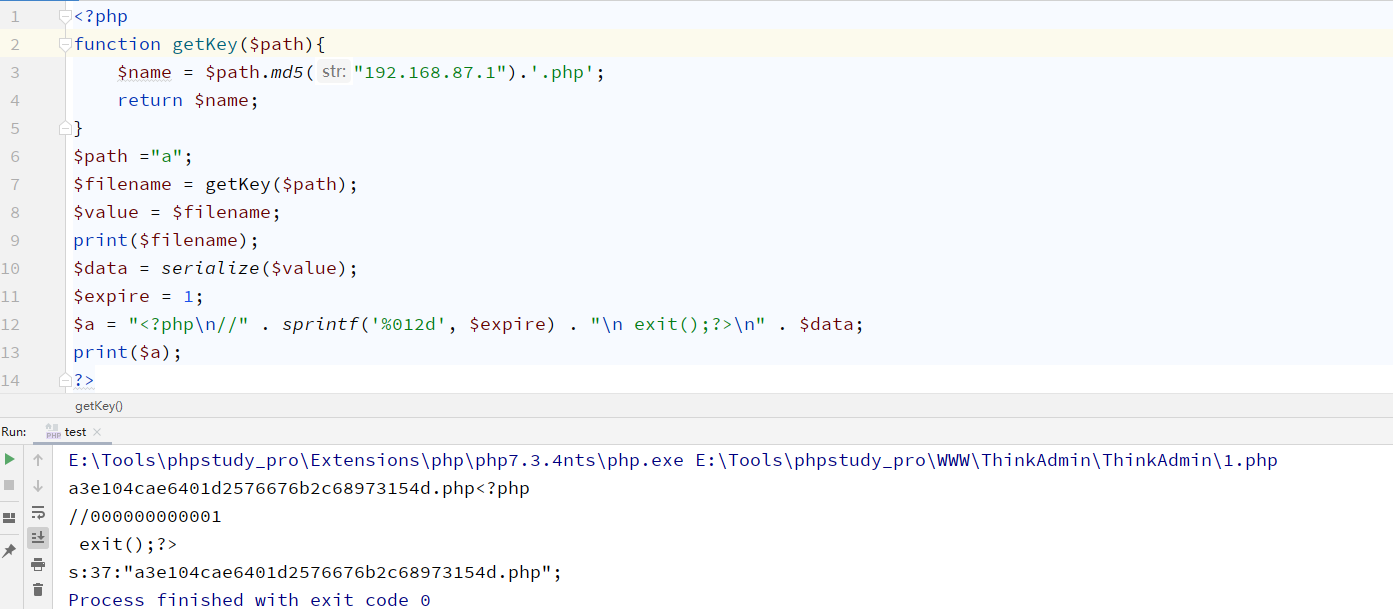 1 <?php
2 function getKey($path){
3 $name = $path.md5( str: "192.168.87.1").'.php';
4 return $name;
5 }
6 $path ="a";
7 $filename = getKey($path);
8 $value = $filename;
9 print($filename);
10 $data = serialize($value);
11 $expire = 1;
12 $a = "<?php\n//" . sprintf('%012d', $expire) . "\n exit();?>\n" . $data;
13 print($a);
14 ?>
getKey()
Run: PHP test
E:\Tools\phpstudy_pro\Extensions\php\php7.3.4nts\php.exe E:\Tools\phpstudy_pro\WWW\ThinkAdmin\ThinkAdmin\1.php
a3e104cae6401d2576676b2c68973154d.php<?php
//000000000001
exit();?>
s:37:"a3e104cae6401d2576676b2c68973154d.php";
Process finished with exit code 0